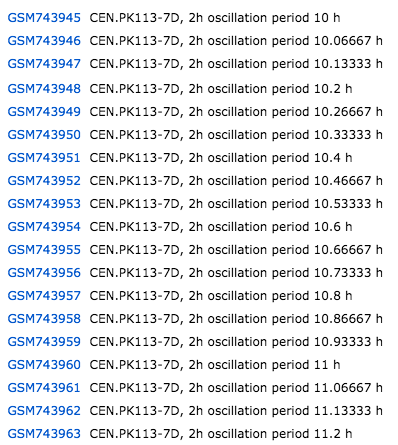 GSM743945 CEN.PK113-7D, 2h oscillation period 10 h
GSM743946 CEN.PK113-7D, 2h oscillation period 10.06667 h
GSM743947 CEN.PK113-7D, 2h oscillation period 10.13333 h
GSM743948 CEN.PK113-7D, 2h oscillation period 10.2 h
GSM743949 CEN.PK113-7D, 2h oscillation period 10.26667 h
GSM743950 CEN.PK113-7D, 2h oscillation period 10.33333 h
GSM743951 CEN.PK113-7D, 2h oscillation period 10.4 h
GSM743952 CEN.PK113-7D, 2h oscillation period 10.46667 h
GSM743953 CEN.PK113-7D, 2h oscillation period 10.53333 h
GSM743954 CEN.PK113-7D, 2h oscillation period 10.6 h
GSM743955 CEN.PK113-7D, 2h oscillation period 10.66667 h
GSM743956 CEN.PK113-7D, 2h oscillation period 10.73333 h
GSM743957 CEN.PK113-7D, 2h oscillation period 10.8 h
GSM743958 CEN.PK113-7D, 2h oscillation period 10.86667 h
GSM743959 CEN.PK113-7D, 2h oscillation period 10.93333 h
GSM743960 CEN.PK113-7D, 2h oscillation period 11 h
GSM743961 CEN.PK113-7D, 2h oscillation period 11.06667 h
GSM743962 CEN.PK113-7D, 2h oscillation period 11.13333 h
GSM743963 CEN.PK113-7D, 2h oscillation period 11.2 h